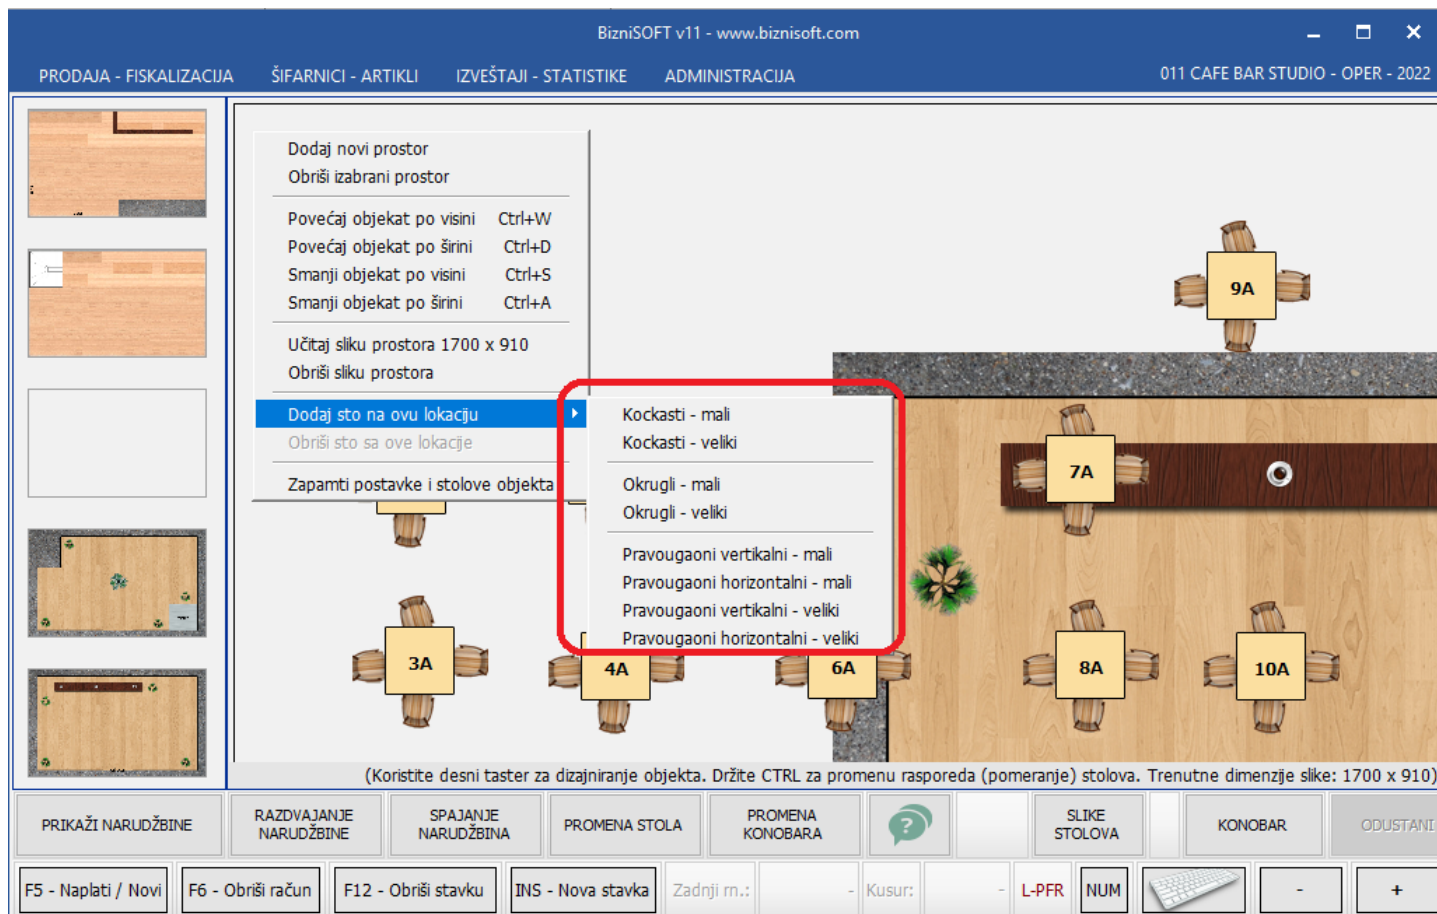 BizniSOFT v11 - www.biznisoft.com
PRODAJA - FISKALIZACIJA ŠIFARNICI - ARTIKLI IZVEŠTAJI - STATISTIKE ADMINISTRACIJA 011 CAFE BAR STUDIO - OPER - 2022
Dodaj novi prostor
Obriši izabrani prostor
Povećaj objekat po visini Ctrl+W
Povećaj objekat po širini Ctrl+D
Smanji objekat po visini Ctrl+S
Smanji objekat po širini Ctrl+A
Učitaj sliku prostora 1700 x 910
Obriši sliku prostora
Dodaj sto na ovu lokaciju
Obriši sto sa ove lokacije
Zapamti postavke i stolove objekta
Kockasti - mali
Kockasti - veliki
Okrugli - mali
Okrugli - veliki
Pravougaoni vertikalni - mali
Pravougaoni horizontalni - mali
Pravougaoni vertikalni - veliki
Pravougaoni horizontalni - veliki
9A
7A
3A
4A
6A
8A
10A
(Koristite desni taster za dizajniranje objekta. Držite CTRL za promenu rasporeda (pomeranje) stolova. Trenutne dimenzije slike: 1700 x 910)
PRIKAŽI NARUDŽBINE
RAZDVAJANJE
NARUDŽBINE
SPAJANJE
NARUDŽBINA
PROMENA STOLA
PROMENA
KONOBARA
?
SLIKE
STOLOVA
KONOBAR
ODUSTANI
F5 - Naplati / Novi F6 - Obriši račun F12 - Obriši stavku INS - Nova stavka Zadnji rn.: - Kusur: - L-PFR NUM - +